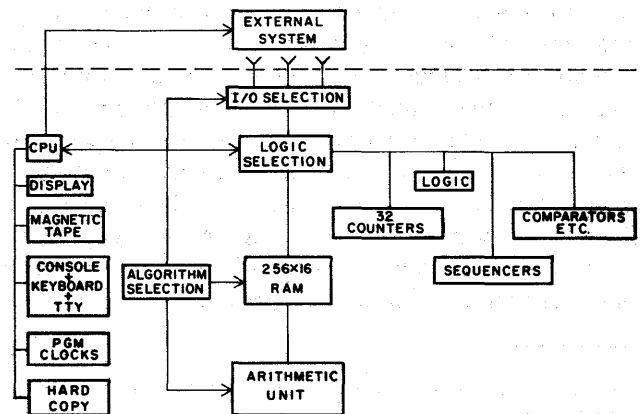 EXTERNAL
SYSTEM
I/O SELECTION
CPU
LOGIC
SELECTION
DISPLAY
LOGIC
MAGNETIC
TAPE
32
COUNTERS
COMPARATORS
ETC.
CONSOLE
+
KEYBOARD
+
TTY
ALGORITHM
SELECTION
256×16
RAM
SEQUENCERS
PGM
CLOCKS
HARD
COPY
ARITHMETIC
UNIT